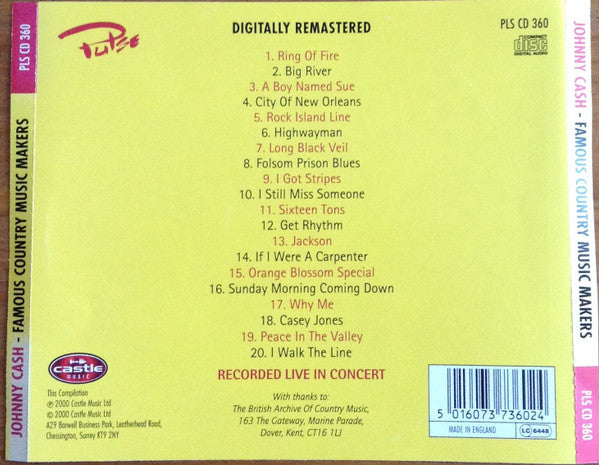 PLS CD 360
JOHNNY CASH - FAMOUS COUNTRY MUSIC MAKERS
Pulse
DIGITALLY REMASTERED
PLS CD 360
COMPACT
disc
DIGITAL AUDIO
1. Ring Of Fire
2. Big River
3. A Boy Named Sue
4. City Of New Orleans
5. Rock Island Line
6. Highwayman
7. Long Black Veil
8. Folsom Prison Blues
9. I Got Stripes
10. I Still Miss Someone
11. Sixteen Tons
12. Get Rhythm
13. Jackson
14. If I Were A Carpenter
15. Orange Blossom Special
16. Sunday Morning Coming Down
17. Why Me
18. Casey Jones
19. Peace In The Valley
20. I Walk The Line
RECORDED LIVE IN CONCERT
castle
MUSIC
This Compilation
℗ 2000 Castle Music Ltd
© 2000 Castle Music Ltd
A29 Barwell Business Park, Leatherhead Road,
Chessington, Surrey KT9 2NY
With thanks to:
The British Archive Of Country Music,
163 The Gateway, Marine Parade,
Dover, Kent, CT16 1LJ
5 016073 736024
MADE IN ENGLAND
LC 6448
JOHNNY CASH - FAMOUS COUNTRY MUSIC MAKERS
PLS CD 360